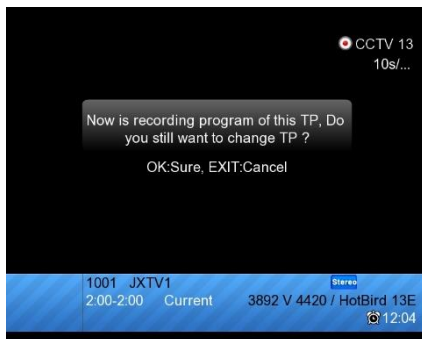 CCTV 13
10s/...
Now is recording program of this TP, Do
you still want to change TP ?
OK:Sure, EXIT:Cancel
1001 JXTV1
Stereo
2:00-2:00 Current 3892 V 4420 / HotBird 13E
12:04